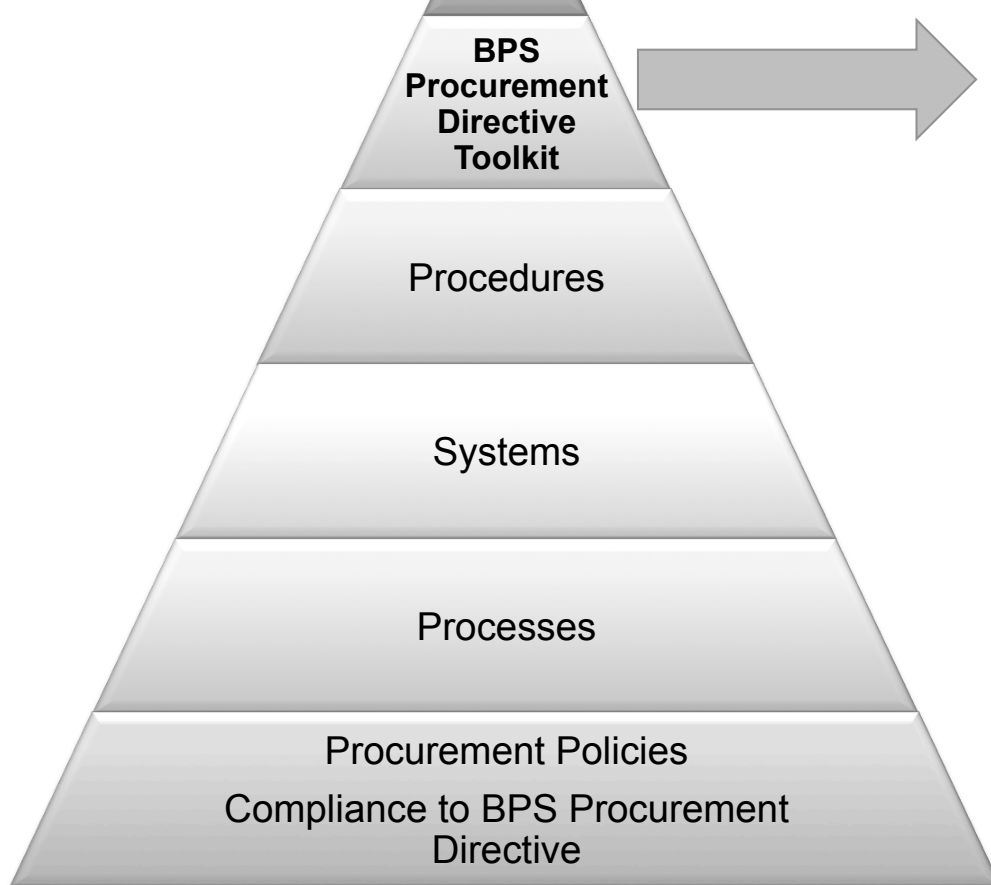 BPS
Procurement
Directive
Toolkit
Procedures
Systems
Processes
Procurement Policies
Compliance to BPS Procurement
Directive